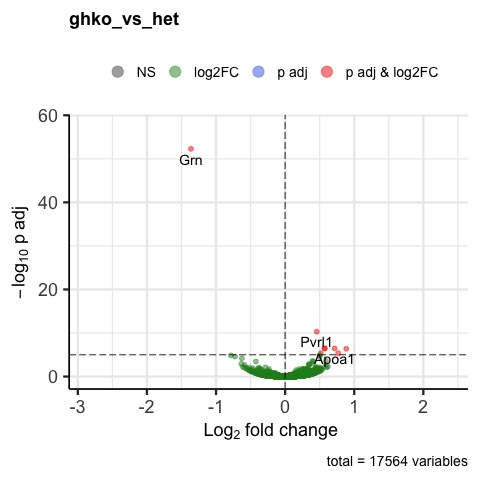 ghko_vs_het
NS log2FC p adj p adj & log2FC
60
40
20
0
− log10 p adj
Grn
Pvrl1
Apoa1
-3 -2 -1 0 1 2
Log2 fold change
total = 17564 variables